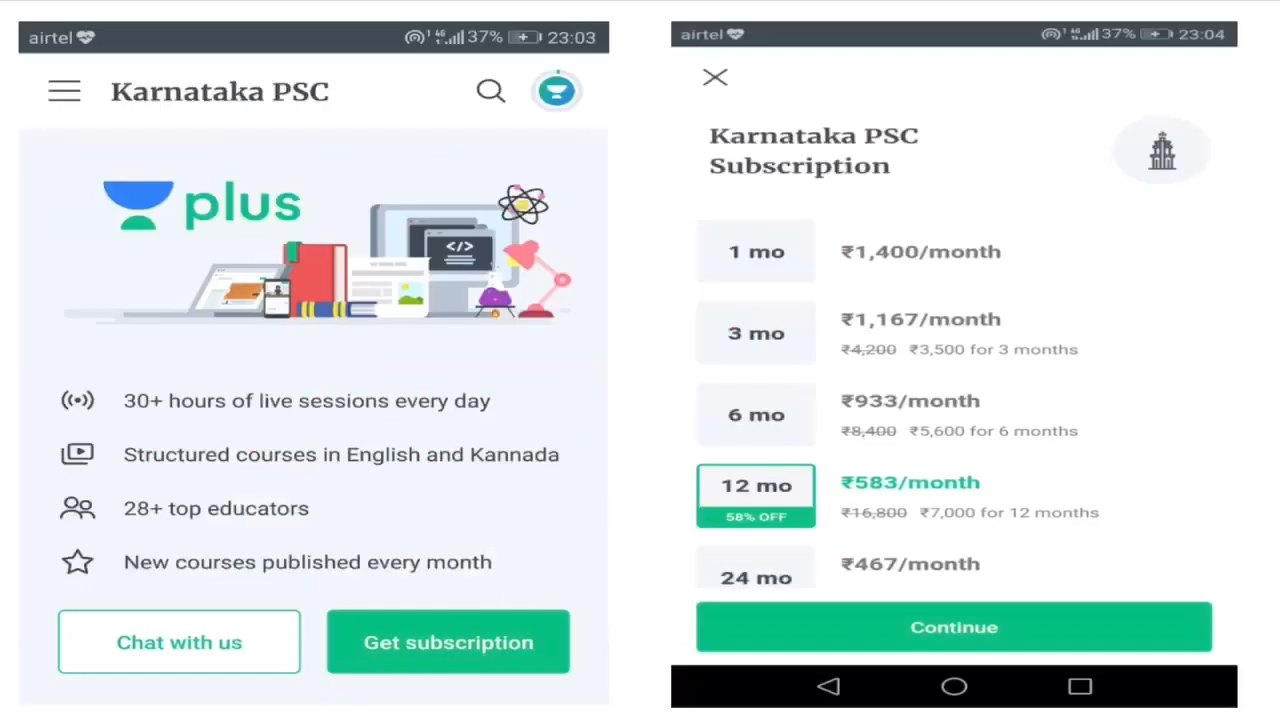 airtel
1 4G 37% 23:03
Karnataka PSC
plus
</>
30+ hours of live sessions every day
Structured courses in English and Kannada
28+ top educators
New courses published every month
Chat with us
Get subscription
airtel
1 4G 37% 23:04
Karnataka PSC
Subscription
1 mo
₹1,400/month
3 mo
₹1,167/month
₹4,200 ₹3,500 for 3 months
6 mo
₹933/month
₹8,400 ₹5,600 for 6 months
12 mo
58% OFF
₹583/month
₹16,800 ₹7,000 for 12 months
24 mo
₹467/month
Continue